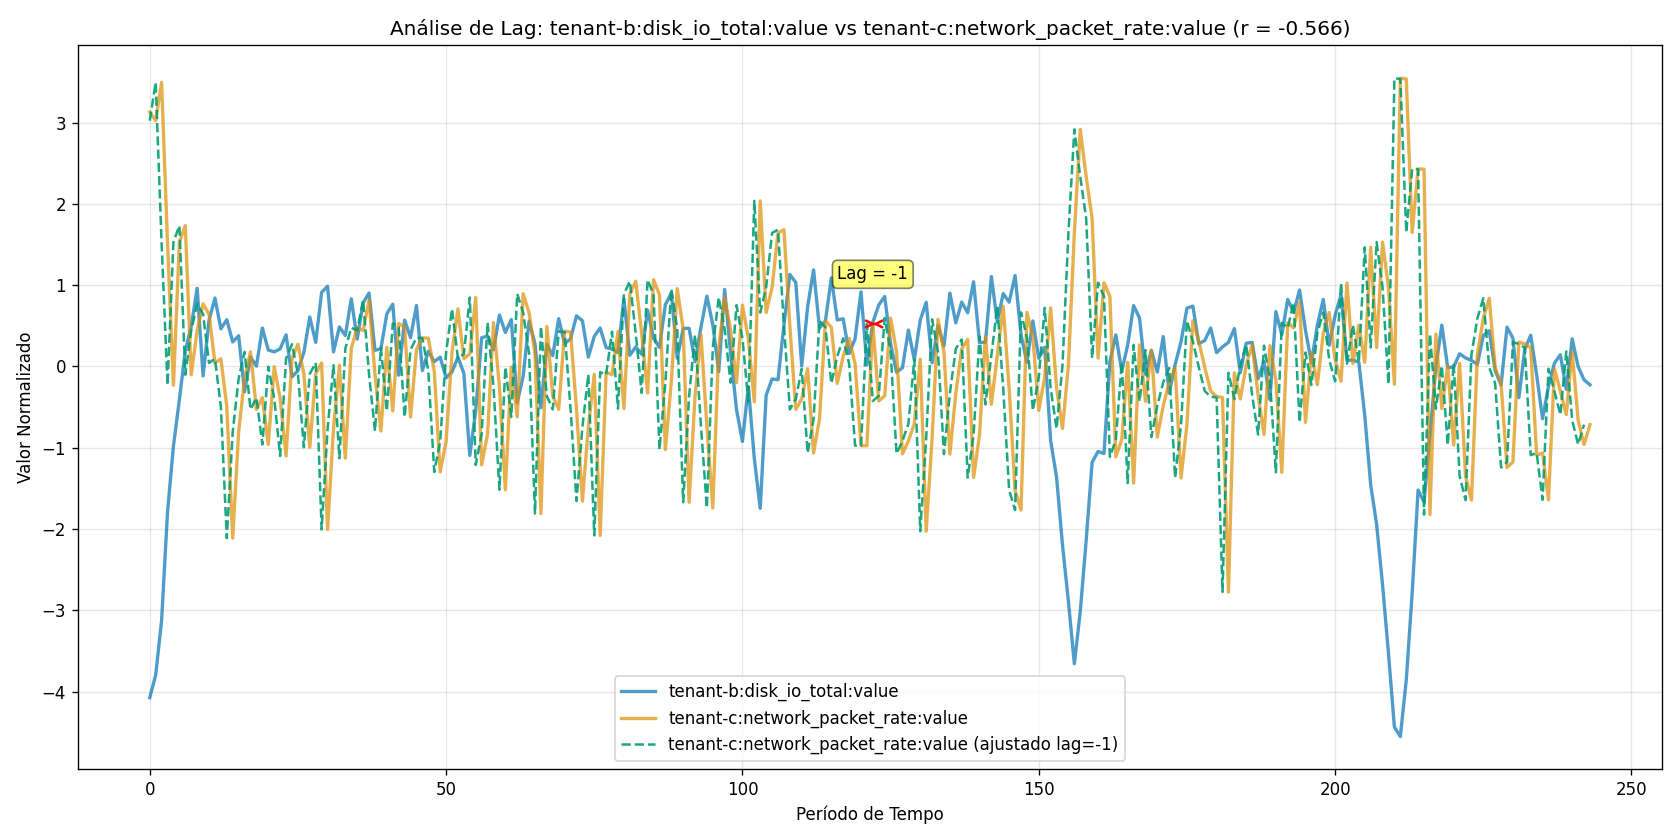 Análise de Lag: tenant-b:disk_io_total:value vs tenant-c:network_packet_rate:value (r = -0.566)
Valor Normalizado
3
2
1
0
−1
−2
−3
−4
Lag = -1
tenant-b:disk_io_total:value
tenant-c:network_packet_rate:value
tenant-c:network_packet_rate:value (ajustado lag=-1)
0 50 100 150 200 250
Período de Tempo